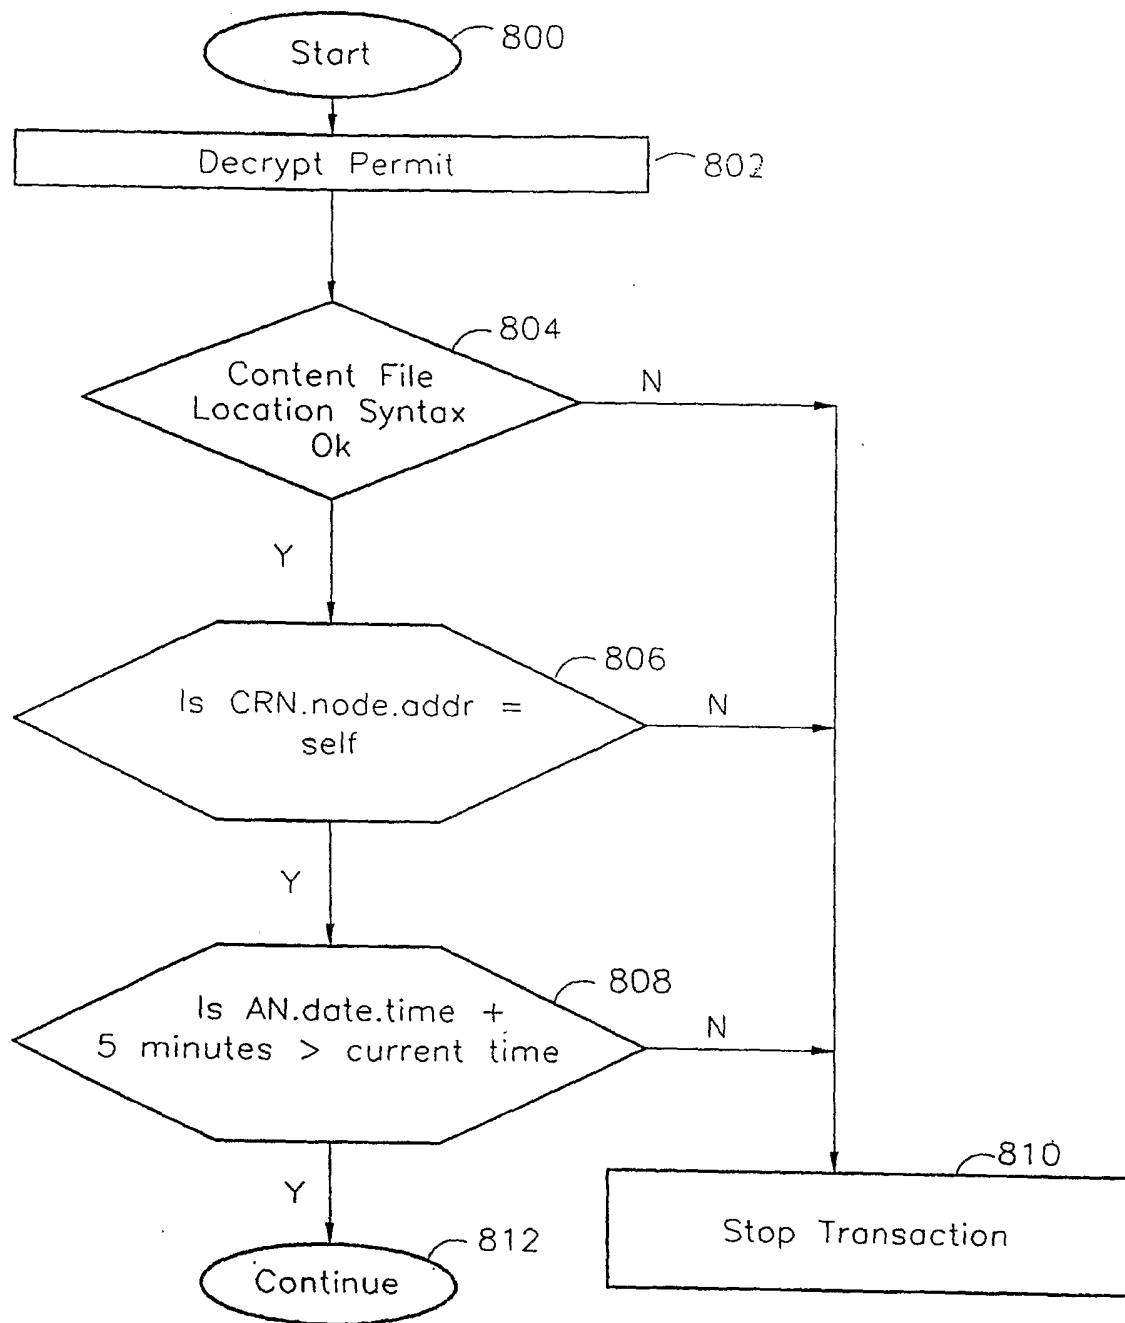 Start
800
Decrypt Permit
802
804
Content File
Location Syntax
Ok
N
Y
806
Is CRN.node.addr =
self
N
Y
808
Is AN.date.time +
5 minutes > current time
N
Y
810
Stop Transaction
812
Continue